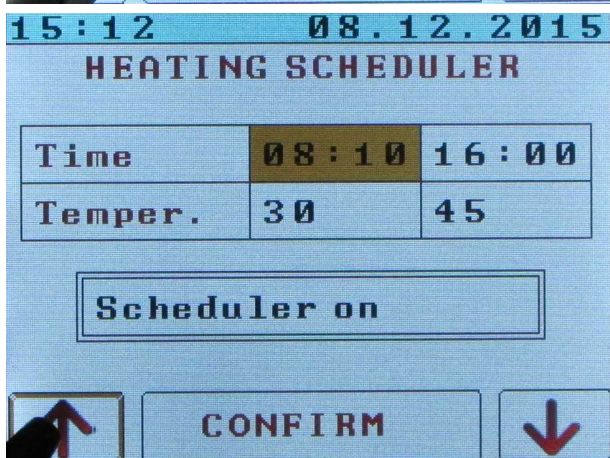 15:12 08.12.2015
HEATING SCHEDULER
Time 08:10 16:00
Temper. 30 45
Scheduler on
CONFIRM